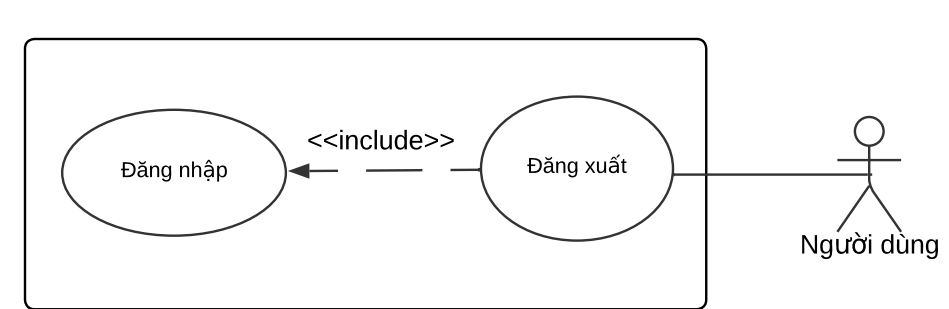 <<include>>
Đăng nhập
Đăng xuất
Người dùng